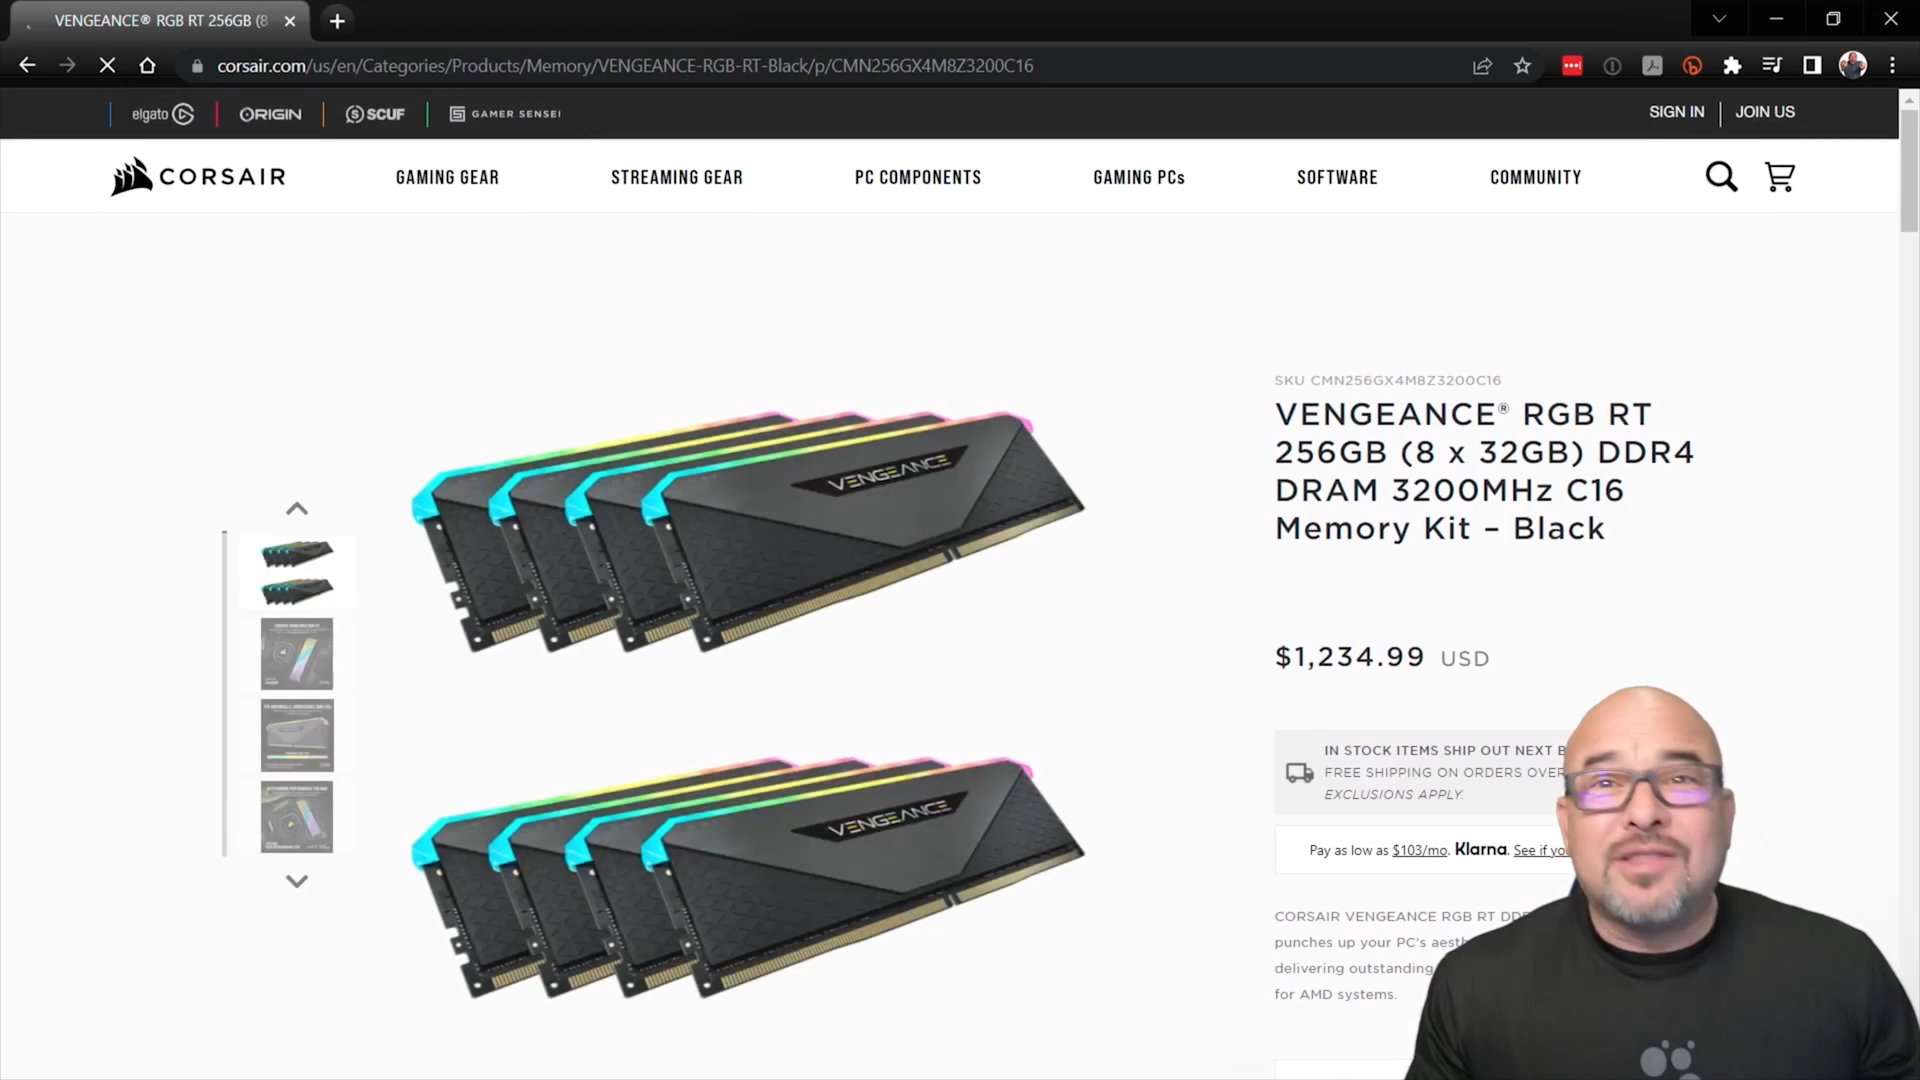 VENGEANCE® RGB RT 256GB (8
corsair.com/us/en/Categories/Products/Memory/VENGEANCE-RGB-RT-Black/p/CMN256GX4M8Z3200C16
elgato
ORIGIN
SCUF
GAMER SENSEI
SIGN IN
JOIN US
CORSAIR
GAMING GEAR
STREAMING GEAR
PC COMPONENTS
GAMING PCs
SOFTWARE
COMMUNITY
SKU CMN256GX4M8Z3200C16
VENGEANCE® RGB RT
256GB (8 x 32GB) DDR4
DRAM 3200MHz C16
Memory Kit – Black
VENGEANCE
$1,234.99 USD
IN STOCK ITEMS SHIP OUT NEXT B
FREE SHIPPING ON ORDERS OVER
EXCLUSIONS APPLY.
VENGEANCE
Pay as low as $103/mo. Klarna. See if you
CORSAIR VENGEANCE RGB RT DDR
punches up your PC's aesth
delivering outstanding
for AMD systems.